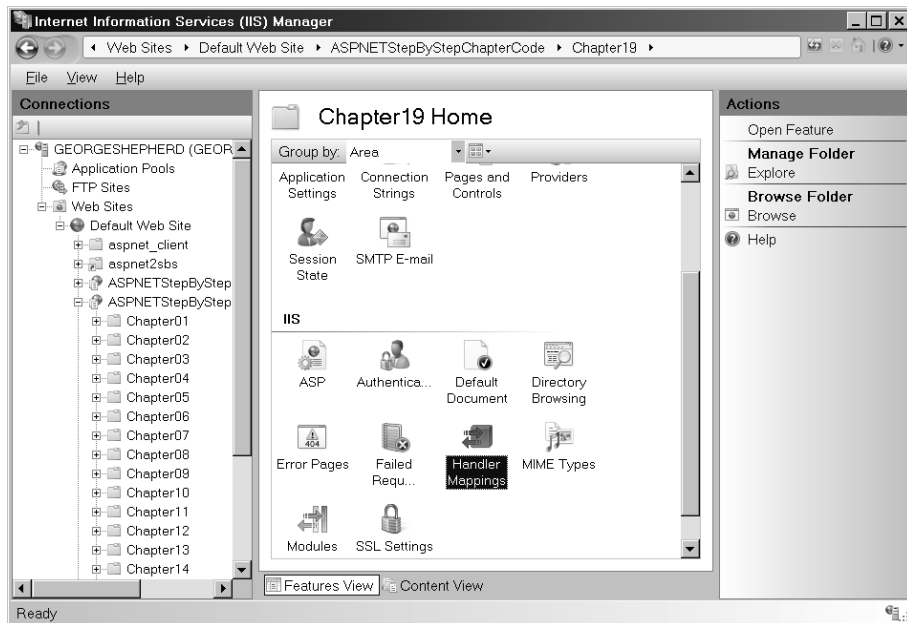 Internet Information Services (IIS) Manager
Web Sites Default Web Site ASPNETStepByStepChapterCode Chapter19
File View Help
Connections
GEORGESHEPHERD (GEOR
Application Pools
FTP Sites
Web Sites
Default Web Site
aspnet_client
aspnet2sbs
ASPNETStepByStep
ASPNETStepByStep
Chapter01
Chapter02
Chapter03
Chapter04
Chapter05
Chapter06
Chapter07
Chapter08
Chapter09
Chapter10
Chapter11
Chapter12
Chapter13
Chapter14
Chapter19 Home
Group by: Area
Application Settings
Connection Strings
Pages and Controls
Providers
Session State
SMTP E-mail
IIS
ASP
Authentica...
Default Document
Directory Browsing
404
Error Pages
Failed Requ...
Handler Mappings
MIME Types
Modules
SSL Settings
Features View
Content View
Actions
Open Feature
Manage Folder
Explore
Browse Folder
Browse
Help
Ready